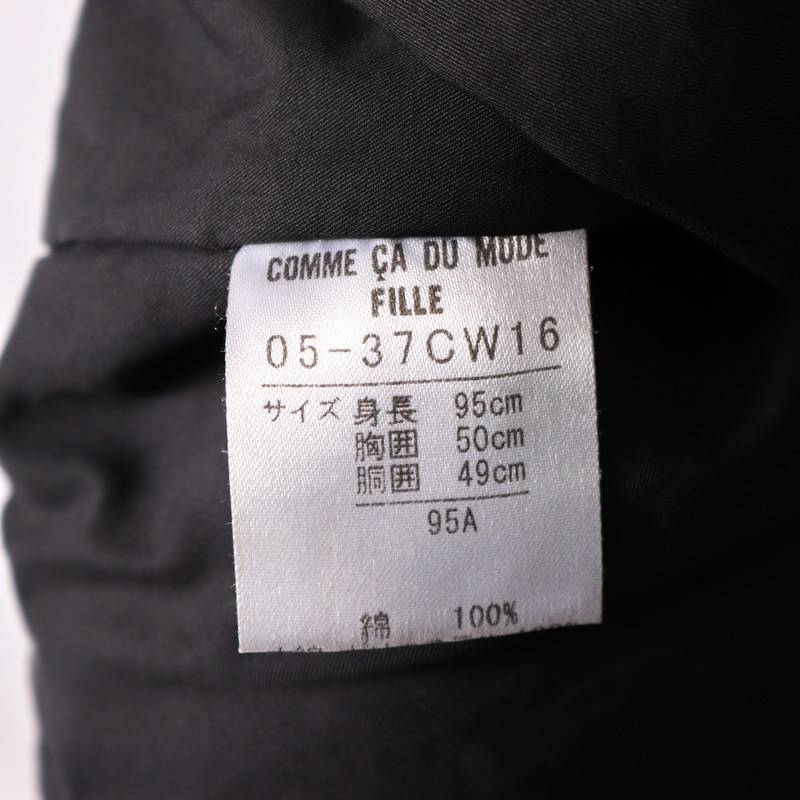 COMME ÇA DU MODE
FILLE
05-37CW16
サイズ 身長 95cm
胸囲 50cm
胴囲 49cm
95A
綿 100%